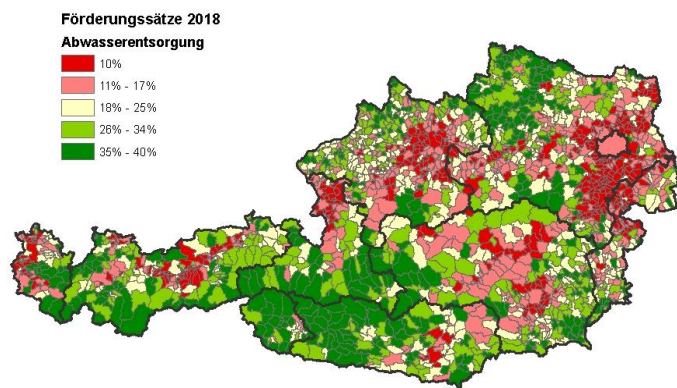 Förderungssätze 2018
Abwasserentsorgung
10%
11% - 17%
18% - 25%
26% - 34%
35% - 40%